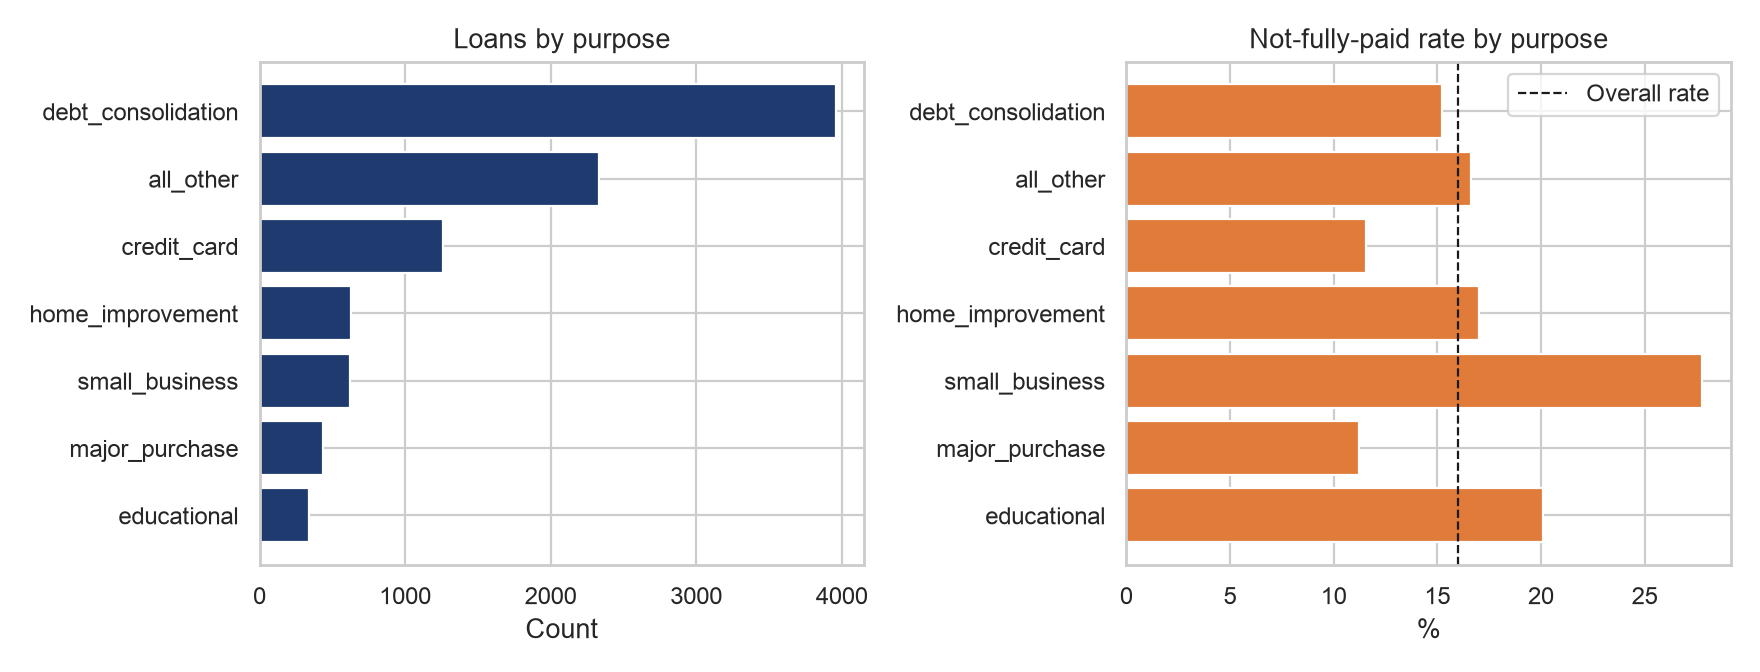 Loans by purpose
debt_consolidation
all_other
credit_card
home_improvement
small_business
major_purchase
educational
0 1000 2000 3000 4000
Count
Not-fully-paid rate by purpose
Overall rate
debt_consolidation
all_other
credit_card
home_improvement
small_business
major_purchase
educational
0 5 10 15 20 25
%